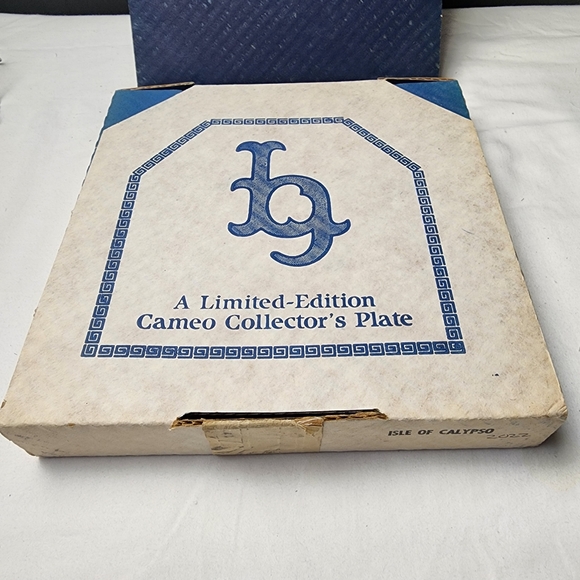 A Limited-Edition
Cameo Collector's Plate
ISLE OF CALYPSO